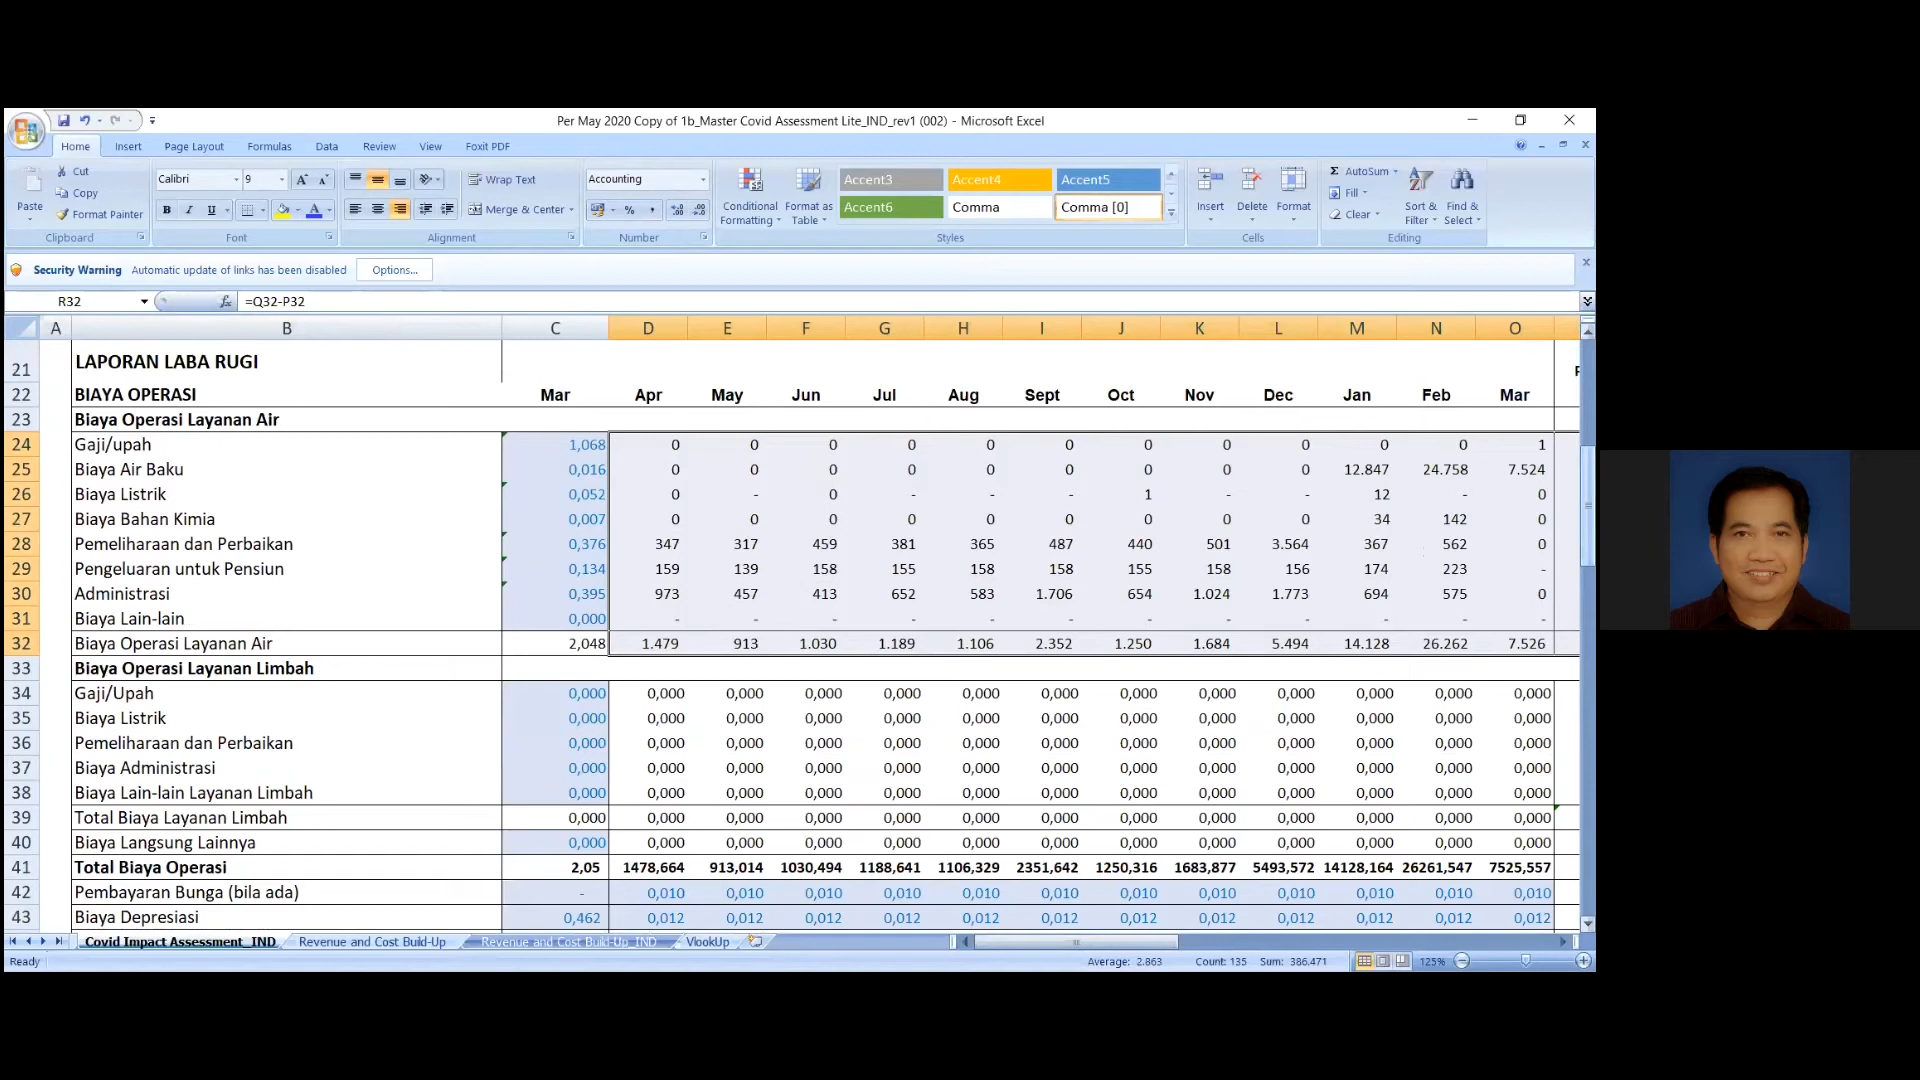 Per May 2020 Copy of 1b_Master Covid Assessment Lite_IND_rev1 (002) - Microsoft Excel
Home Insert Page Layout Formulas Data Review View Foxit PDF
Paste Cut Copy Format Painter Clipboard
Calibri 9 B I U A Font
Wrap Text Merge & Center Alignment
Accounting % , Number
Conditional Formatting Format as Table Accent3 Accent4 Accent5 Accent6 Comma Comma [0] Styles
Insert Delete Format Cells
AutoSum Fill Clear Sort & Filter Find & Select Editing
Security Warning Automatic update of links has been disabled Options...
R32 fx =Q32-P32
A B C D E F G H I J K L M N O
21 LAPORAN LABA RUGI
22 BIAYA OPERASI Mar Apr May Jun Jul Aug Sept Oct Nov Dec Jan Feb Mar
23 Biaya Operasi Layanan Air
24 Gaji/upah 1,068 0 0 0 0 0 0 0 0 0 0 0 1
25 Biaya Air Baku 0,016 0 0 0 0 0 0 0 0 0 12.847 24.758 7.524
26 Biaya Listrik 0,052 0 - 0 - - - 1 - - 12 - 0
27 Biaya Bahan Kimia 0,007 0 0 0 0 0 0 0 0 0 34 142 0
28 Pemeliharaan dan Perbaikan 0,376 347 317 459 381 365 487 440 501 3.564 367 562 0
29 Pengeluaran untuk Pensiun 0,134 159 139 158 155 158 158 155 158 156 174 223 -
30 Administrasi 0,395 973 457 413 652 583 1.706 654 1.024 1.773 694 575 0
31 Biaya Lain-lain 0,000 - - - - - - - - - - - -
32 Biaya Operasi Layanan Air 2,048 1.479 913 1.030 1.189 1.106 2.352 1.250 1.684 5.494 14.128 26.262 7.526
33 Biaya Operasi Layanan Limbah
34 Gaji/Upah 0,000 0,000 0,000 0,000 0,000 0,000 0,000 0,000 0,000 0,000 0,000 0,000 0,000
35 Biaya Listrik 0,000 0,000 0,000 0,000 0,000 0,000 0,000 0,000 0,000 0,000 0,000 0,000 0,000
36 Pemeliharaan dan Perbaikan 0,000 0,000 0,000 0,000 0,000 0,000 0,000 0,000 0,000 0,000 0,000 0,000 0,000
37 Biaya Administrasi 0,000 0,000 0,000 0,000 0,000 0,000 0,000 0,000 0,000 0,000 0,000 0,000 0,000
38 Biaya Lain-lain Layanan Limbah 0,000 0,000 0,000 0,000 0,000 0,000 0,000 0,000 0,000 0,000 0,000 0,000 0,000
39 Total Biaya Layanan Limbah 0,000 0,000 0,000 0,000 0,000 0,000 0,000 0,000 0,000 0,000 0,000 0,000 0,000
40 Biaya Langsung Lainnya 0,000 0,000 0,000 0,000 0,000 0,000 0,000 0,000 0,000 0,000 0,000 0,000 0,000
41 Total Biaya Operasi 2,05 1478,664 913,014 1030,494 1188,641 1106,329 2351,642 1250,316 1683,877 5493,572 14128,164 26261,547 7525,557
42 Pembayaran Bunga (bila ada) - 0,010 0,010 0,010 0,010 0,010 0,010 0,010 0,010 0,010 0,010 0,010 0,010
43 Biaya Depresiasi 0,462 0,012 0,012 0,012 0,012 0,012 0,012 0,012 0,012 0,012 0,012 0,012 0,012
Covid Impact Assessment_IND Revenue and Cost Build-Up Revenue and Cost Build-Up_IND VlookUp
Ready Average: 2.863 Count: 135 Sum: 386.471 125%